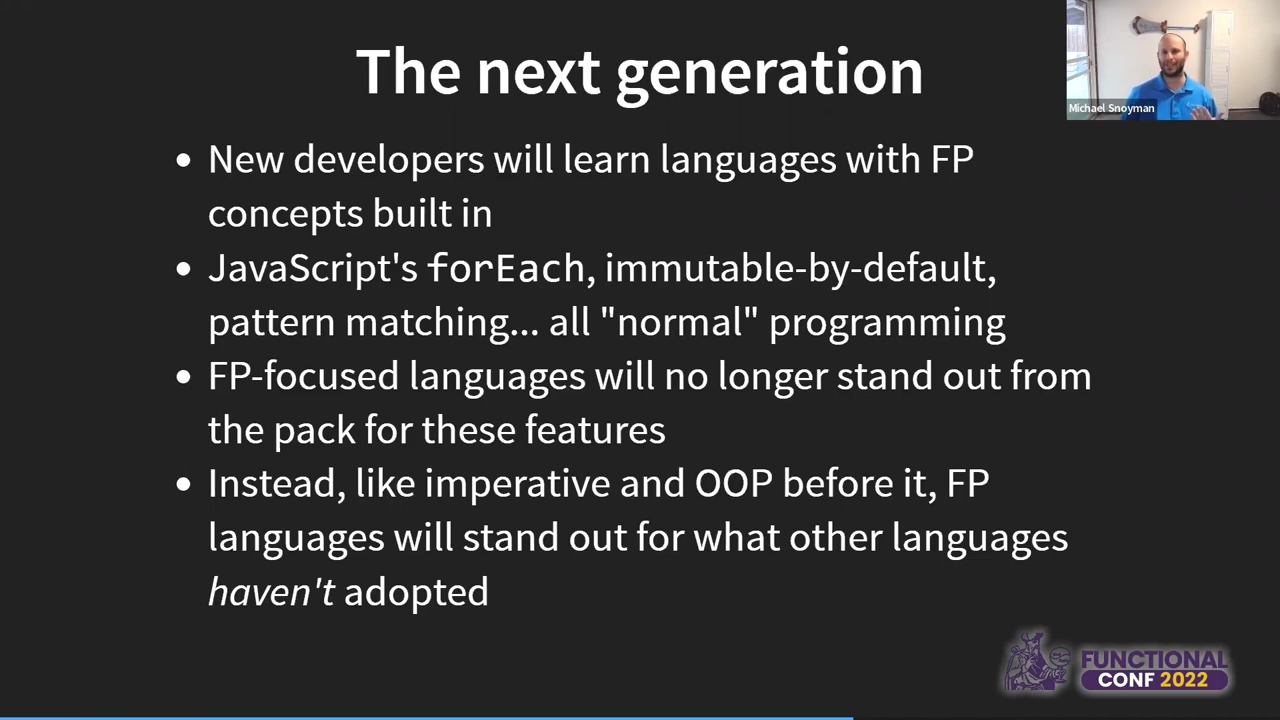 The next generation
Michael Snoyman
• New developers will learn languages with FP
concepts built in
• JavaScript's forEach, immutable-by-default,
pattern matching... all "normal" programming
• FP-focused languages will no longer stand out from
the pack for these features
• Instead, like imperative and OOP before it, FP
languages will stand out for what other languages
haven't adopted
FUNCTIONAL
CONF 2022